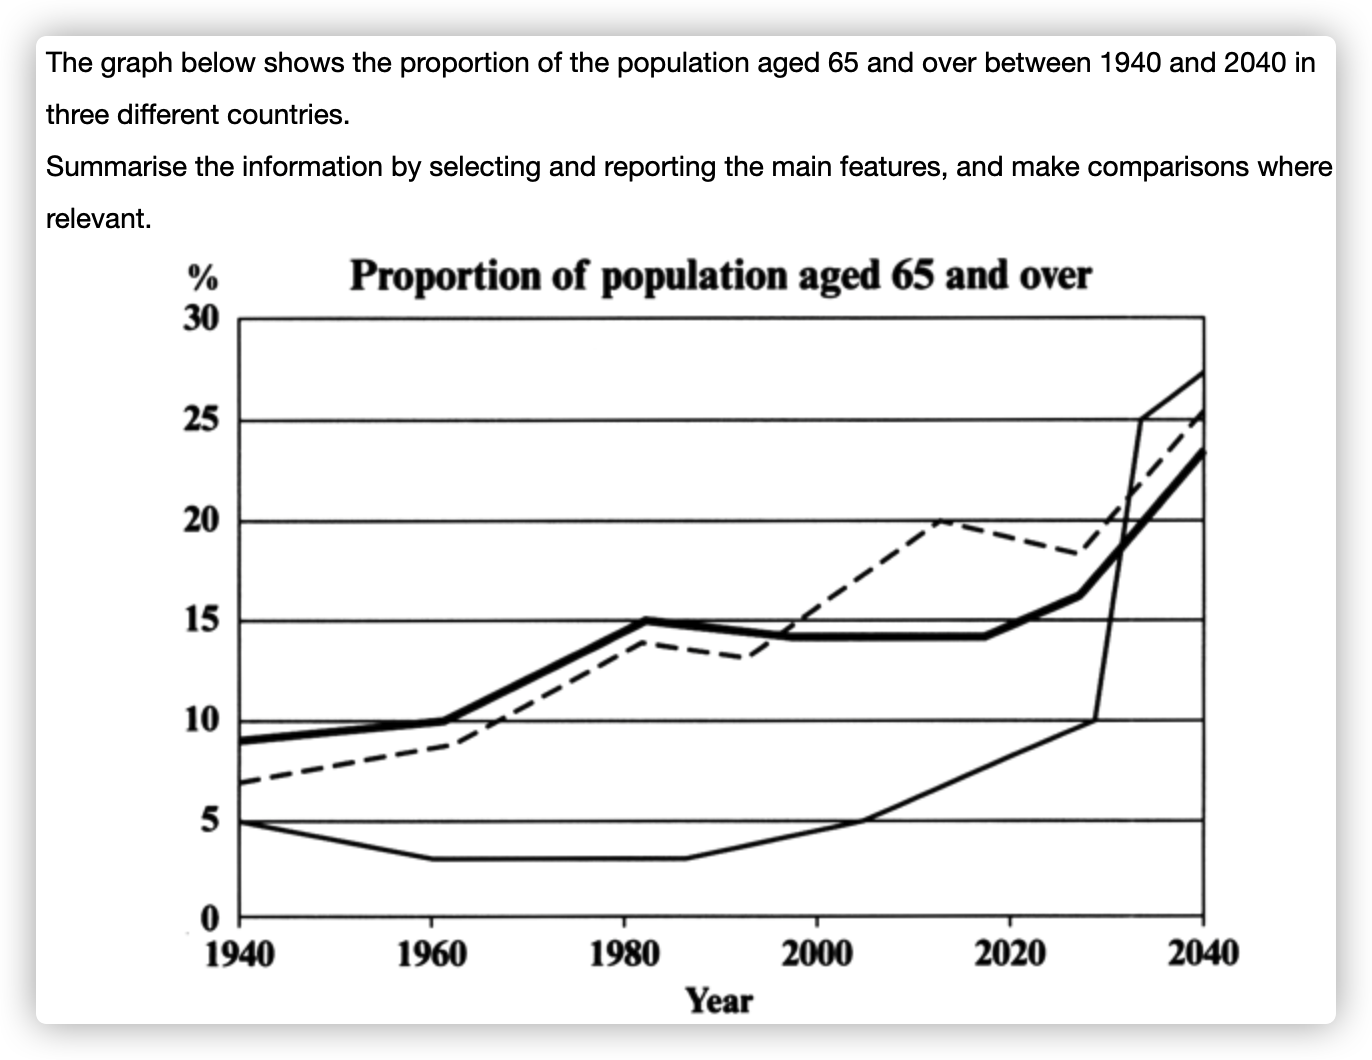 The graph below shows the proportion of the population aged 65 and over between 1940 and 2040 in
three different countries.
Summarise the information by selecting and reporting the main features, and make comparisons where
relevant.
% Proportion of population aged 65 and over
30
25
20
15
10
5
0
1940 1960 1980 2000 2020 2040
Year